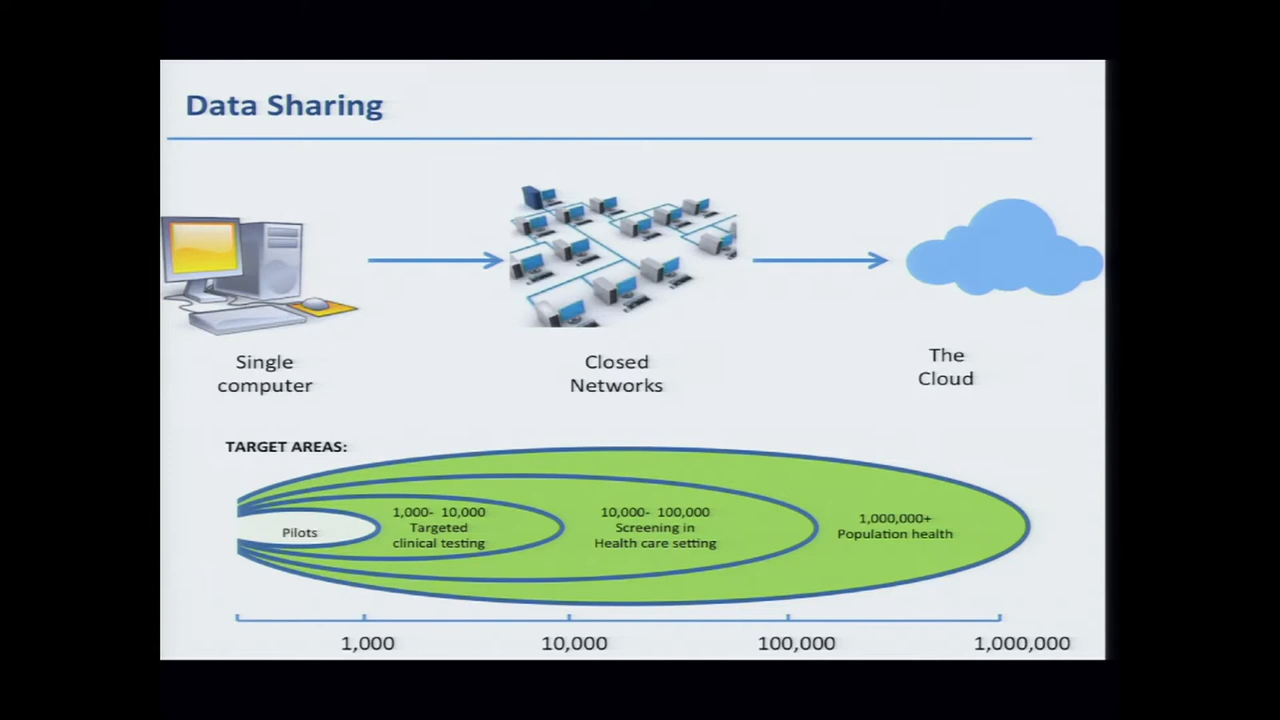 Data Sharing
Single
computer
Closed
Networks
The
Cloud
TARGET AREAS:
Pilots
1,000- 10,000
Targeted
clinical testing
10,000- 100,000
Screening in
Health care setting
1,000,000+
Population health
1,000
10,000
100,000
1,000,000